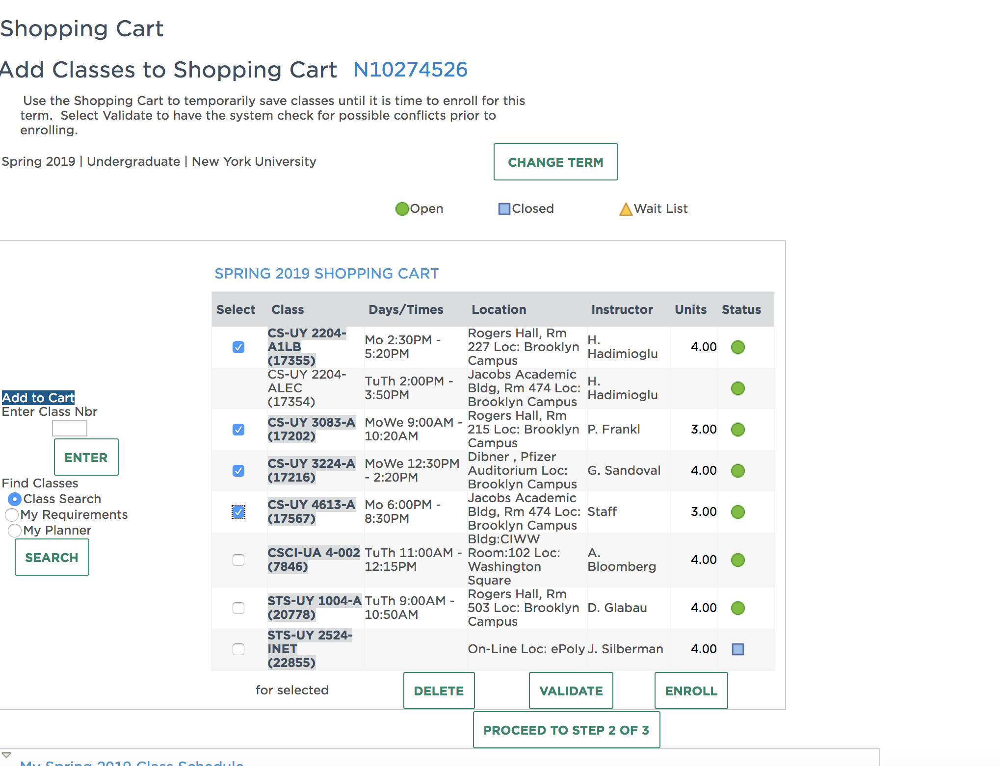 Shopping Cart
Add Classes to Shopping Cart N10274526
Use the Shopping Cart to temporarily save classes until it is time to enroll for this
term. Select Validate to have the system check for possible conflicts prior to
enrolling.
Spring 2019 | Undergraduate | New York University
CHANGE TERM
Open Closed Wait List
Add to Cart
Enter Class Nbr
ENTER
Find Classes
Class Search
My Requirements
My Planner
SEARCH
SPRING 2019 SHOPPING CART
Select Class Days/Times Location Instructor Units Status
CS-UY 2204-
A1LB
(17355)
Mo 2:30PM -
5:20PM
Rogers Hall, Rm
227 Loc: Brooklyn
Campus
H.
Hadimioglu
4.00
CS-UY 2204-
ALEC
(17354)
TuTh 2:00PM -
3:50PM
Jacobs Academic
Bldg, Rm 474 Loc:
Brooklyn Campus
H.
Hadimioglu
CS-UY 3083-A
(17202)
MoWe 9:00AM -
10:20AM
Rogers Hall, Rm
215 Loc: Brooklyn
Campus
P. Frankl
3.00
CS-UY 3224-A
(17216)
MoWe 12:30PM
- 2:20PM
Dibner , Pfizer
Auditorium Loc:
Brooklyn Campus
G. Sandoval
4.00
CS-UY 4613-A
(17567)
Mo 6:00PM -
8:30PM
Jacobs Academic
Bldg, Rm 474 Loc:
Brooklyn Campus
Staff
3.00
CSCI-UA 4-002
(7846)
TuTh 11:00AM -
12:15PM
Bldg:CIWW
Room:102 Loc:
Washington
Square
A.
Bloomberg
4.00
STS-UY 1004-A
(20778)
TuTh 9:00AM -
10:50AM
Rogers Hall, Rm
503 Loc: Brooklyn
Campus
D. Glabau
4.00
STS-UY 2524-
INET
(22855)
On-Line Loc: ePoly
J. Silberman
4.00
for selected
DELETE
VALIDATE
ENROLL
PROCEED TO STEP 2 OF 3
My Spring 2019 Class Schedule